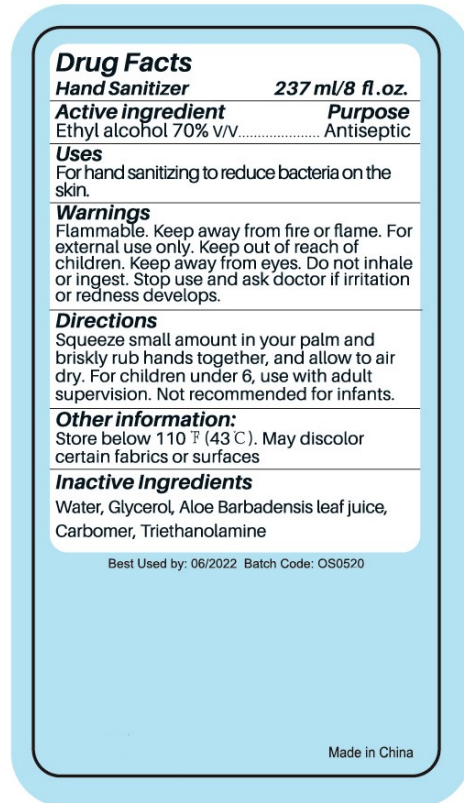 Drug Facts
Hand Sanitizer 237 ml/8 fl.oz.
Active ingredient Purpose
Ethyl alcohol 70% V/V..................... Antiseptic
Uses
For hand sanitizing to reduce bacteria on the
skin.
Warnings
Flammable. Keep away from fire or flame. For
external use only. Keep out of reach of
children. Keep away from eyes. Do not inhale
or ingest. Stop use and ask doctor if irritation
or redness develops.
Directions
Squeeze small amount in your palm and
briskly rub hands together, and allow to air
dry. For children under 6, use with adult
supervision. Not recommended for infants.
Other information:
Store below 110 ℉ (43℃). May discolor
certain fabrics or surfaces
Inactive Ingredients
Water, Glycerol, Aloe Barbadensis leaf juice,
Carbomer, Triethanolamine
Best Used by: 06/2022 Batch Code: OS0520
Made in China